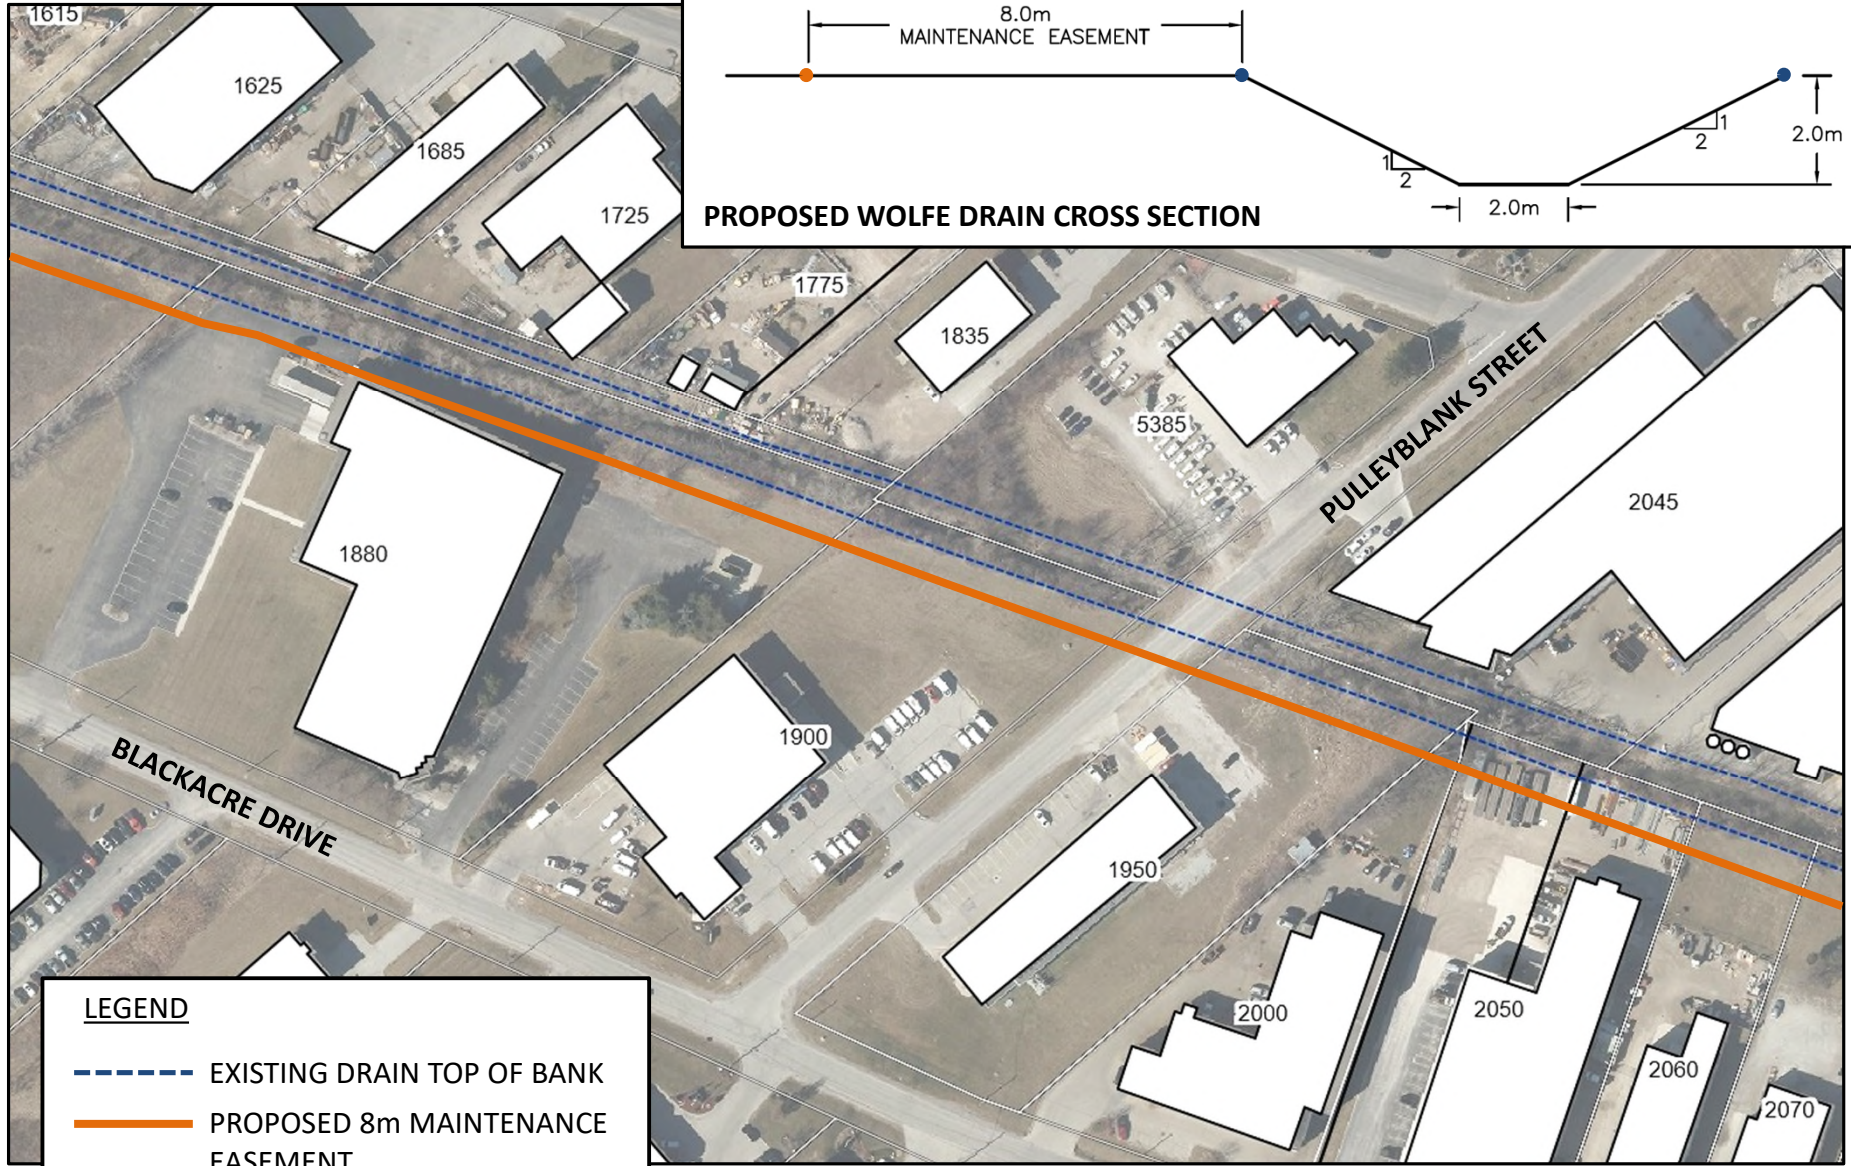 1615
8.0m
MAINTENANCE EASEMENT
1
2
1
2
2.0m
2.0m
PROPOSED WOLFE DRAIN CROSS SECTION
1625
1685
1725
1775
1835
5385
PULLEYBLANK STREET
2045
1880
1900
BLACKACRE DRIVE
1950
2000
2050
2060
2070
LEGEND
EXISTING DRAIN TOP OF BANK
PROPOSED 8m MAINTENANCE
EASEMENT